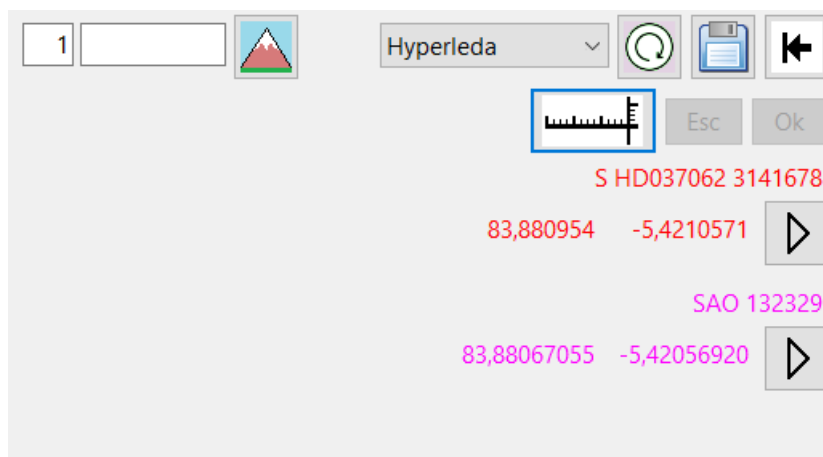 1 Hyperleda
Esc Ok
S HD037062 3141678
83,880954 -5,4210571
SAO 132329
83,88067055 -5,42056920